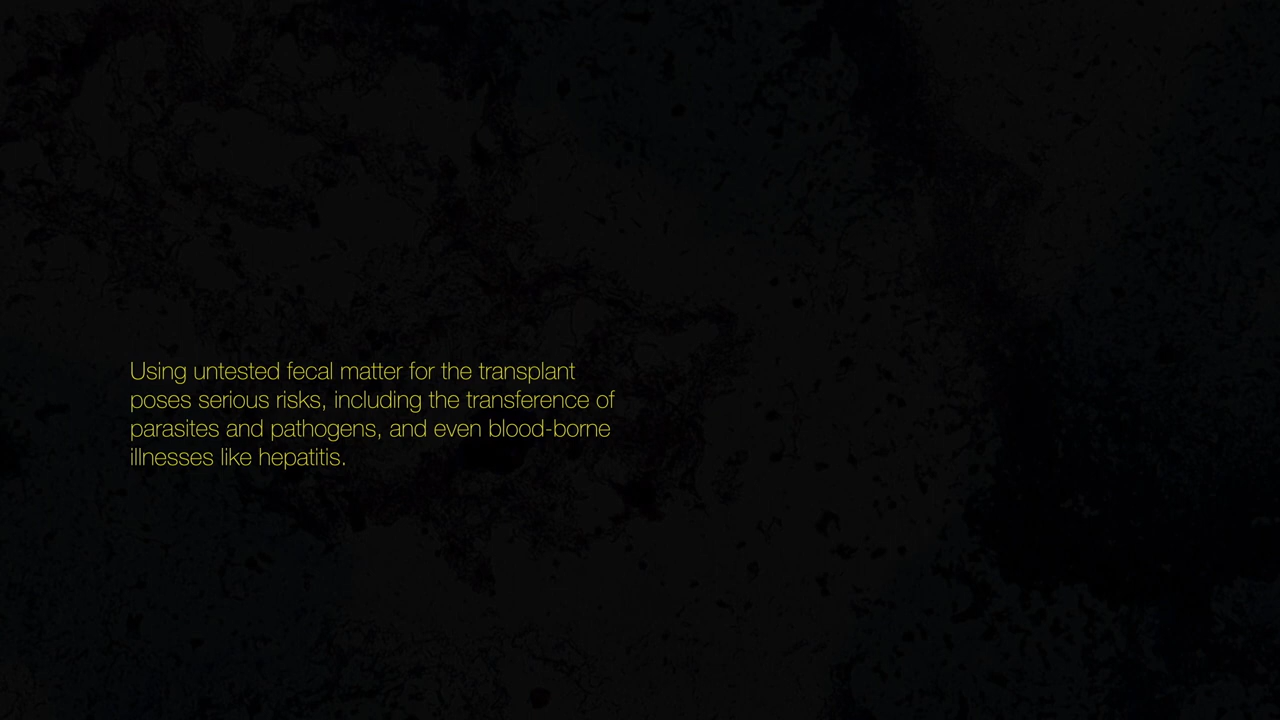 Using untested fecal matter for the transplant
poses serious risks, including the transference of
parasites and pathogens, and even blood-borne
illnesses like hepatitis.